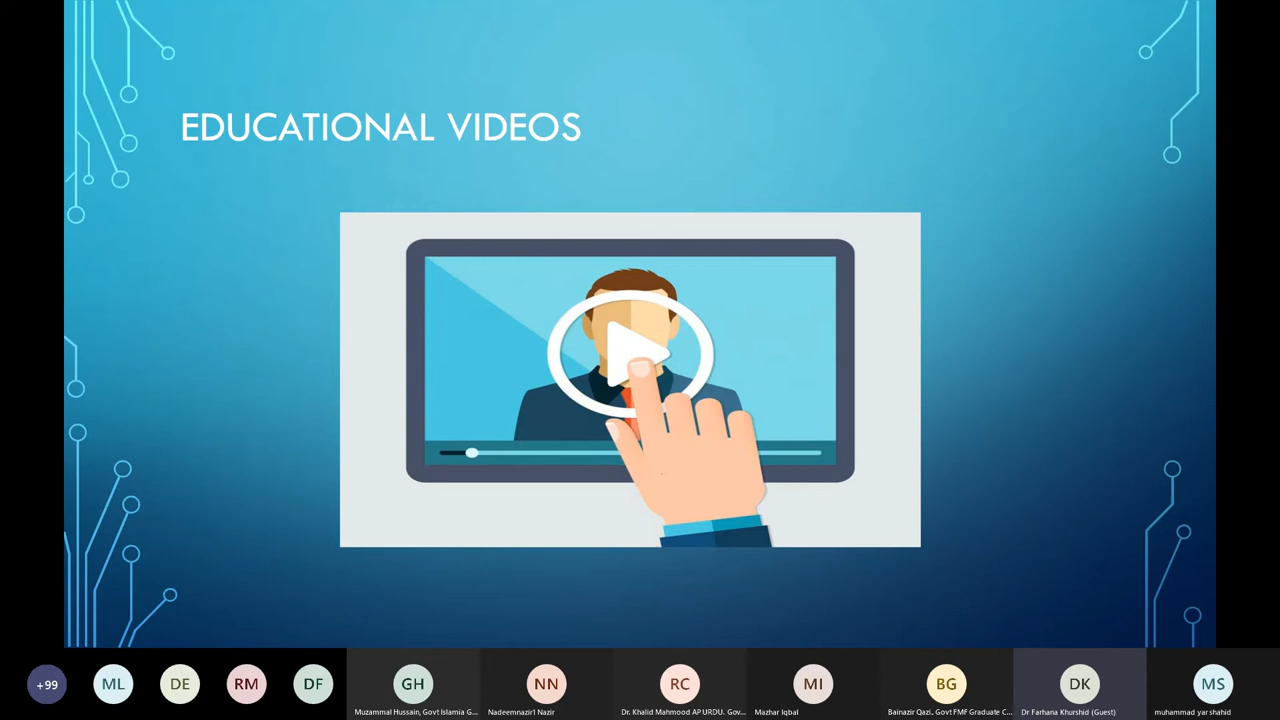 EDUCATIONAL VIDEOS
+99
ML
DE
RM
DF
GH
NN
RC
MI
BG
DK
MS
Muzammal Hussain, Govt Islamia G...
Nadeemnazir1 Nazir
Dr. Khalid Mahmood AP URDU. Gov...
Mazhar Iqbal
Bainazir Qazi. Govt FMF Graduate C...
Dr Farhana Khurshid (Guest)
muhammad yar shahid